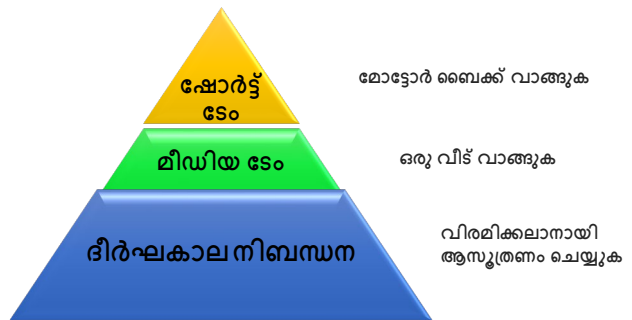 ഷോർട്ട്
ടേം
മോട്ടോർ ബൈക്ക് വാങ്ങുക
മീഡിയ ടേം
ഒരു വീട് വാങ്ങുക
ദീർഘകാല നിബന്ധന
വിരമിക്കലാനായി
ആസൂത്രണം ചെയ്യുക